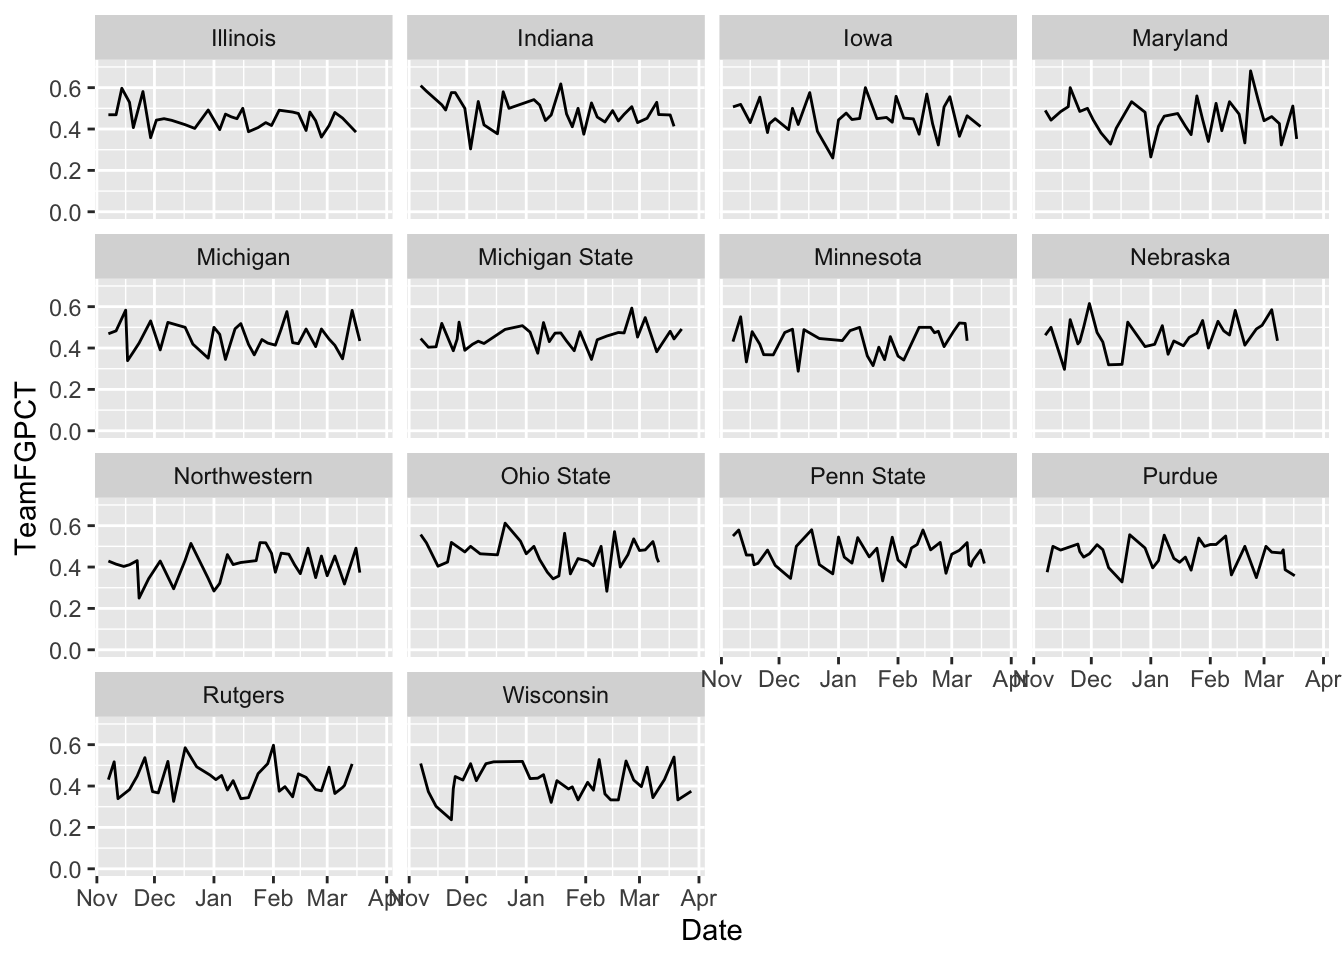 Illinois Indiana Iowa Maryland
0.6
0.4
0.2
0.0
Michigan Michigan State Minnesota Nebraska
0.6
0.4
0.2
0.0
TeamFGPCT
Northwestern Ohio State Penn State Purdue
0.6
0.4
0.2
0.0
Nov Dec Jan Feb Mar Apr Nov Dec Jan Feb Mar Apr
Rutgers Wisconsin
0.6
0.4
0.2
0.0
Nov Dec Jan Feb Mar Apr Nov Dec Jan Feb Mar Apr
Date